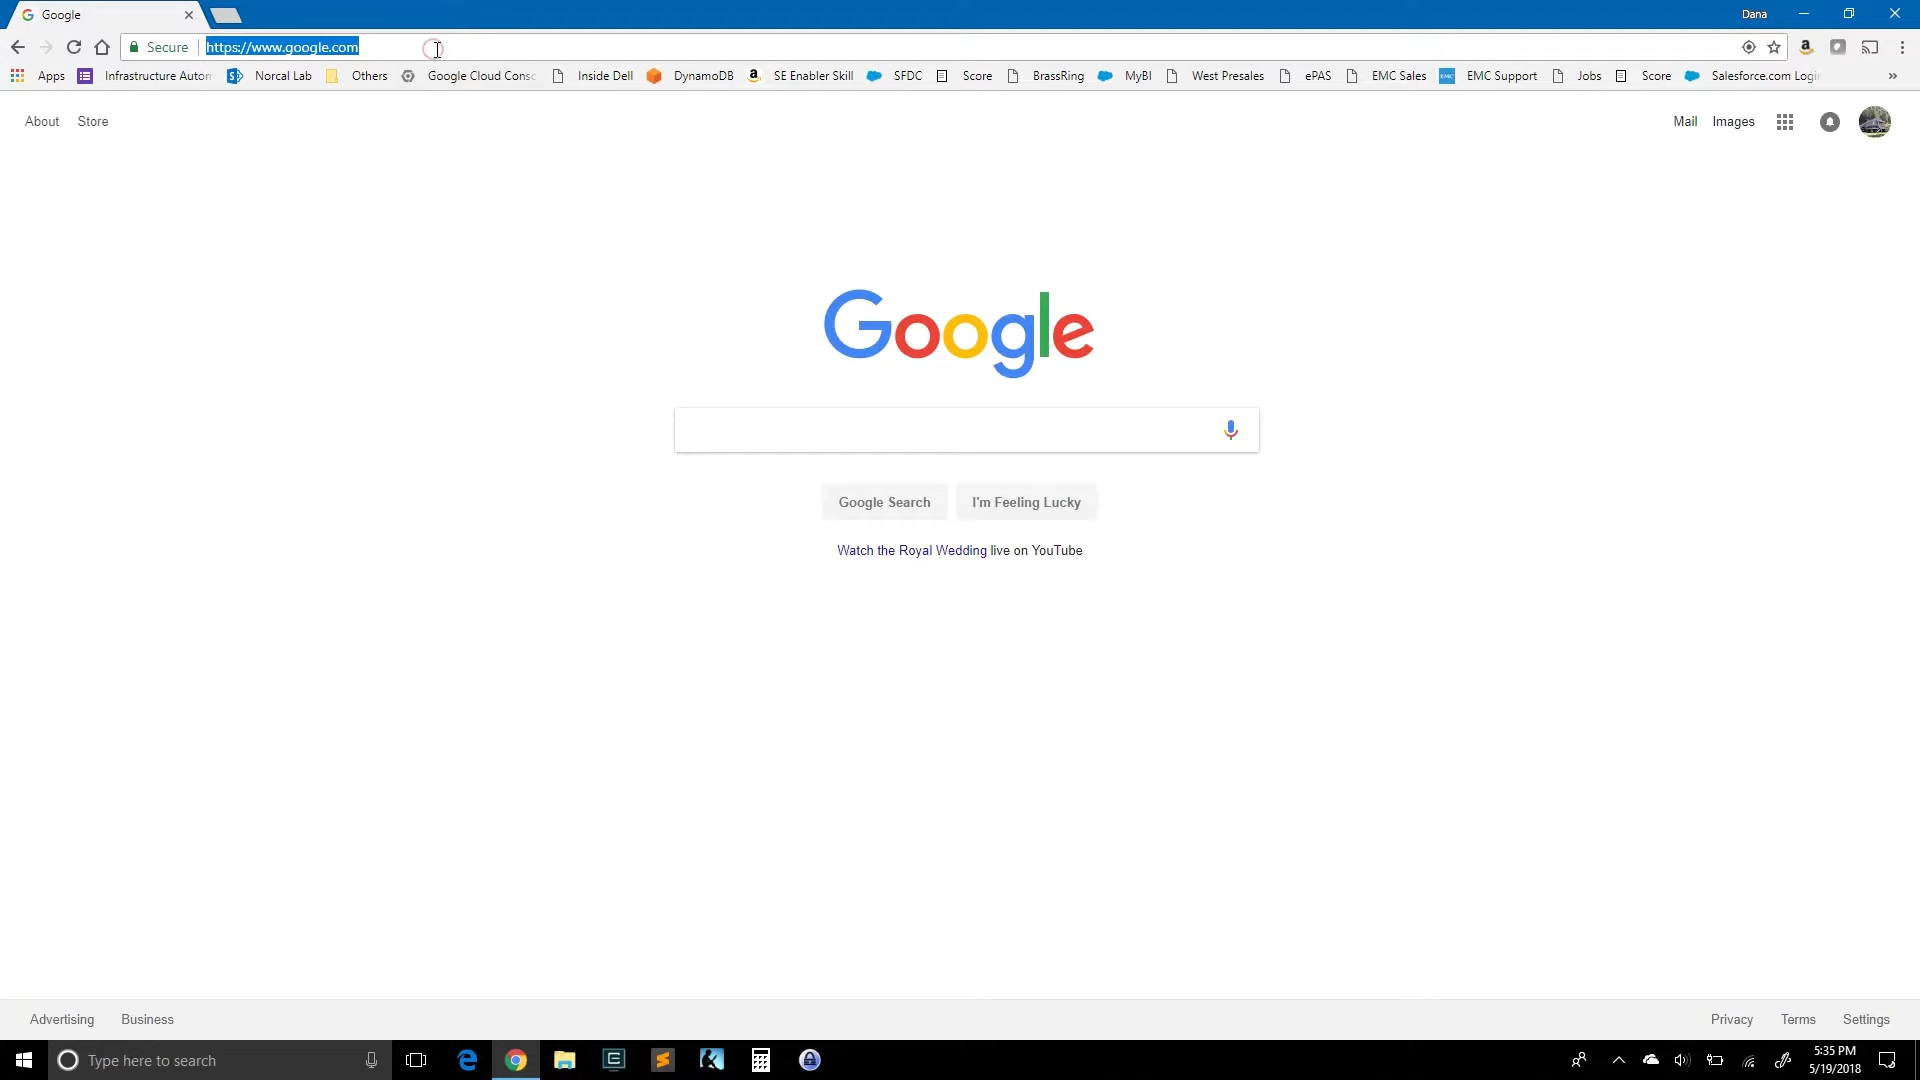 Google
Dana
Secure
https://www.google.com
Apps
Infrastructure Autom
Norcal Lab
Others
Google Cloud Conso
Inside Dell
DynamoDB
SE Enabler Skill
SFDC
Score
BrassRing
MyBI
West Presales
ePAS
EMC Sales
EMC Support
Jobs
Score
Salesforce.com Logi
»
About
Store
Mail
Images
Google
Google Search
I'm Feeling Lucky
Watch the Royal Wedding live on YouTube
Advertising
Business
Privacy
Terms
Settings
Type here to search
5:35 PM
5/19/2018